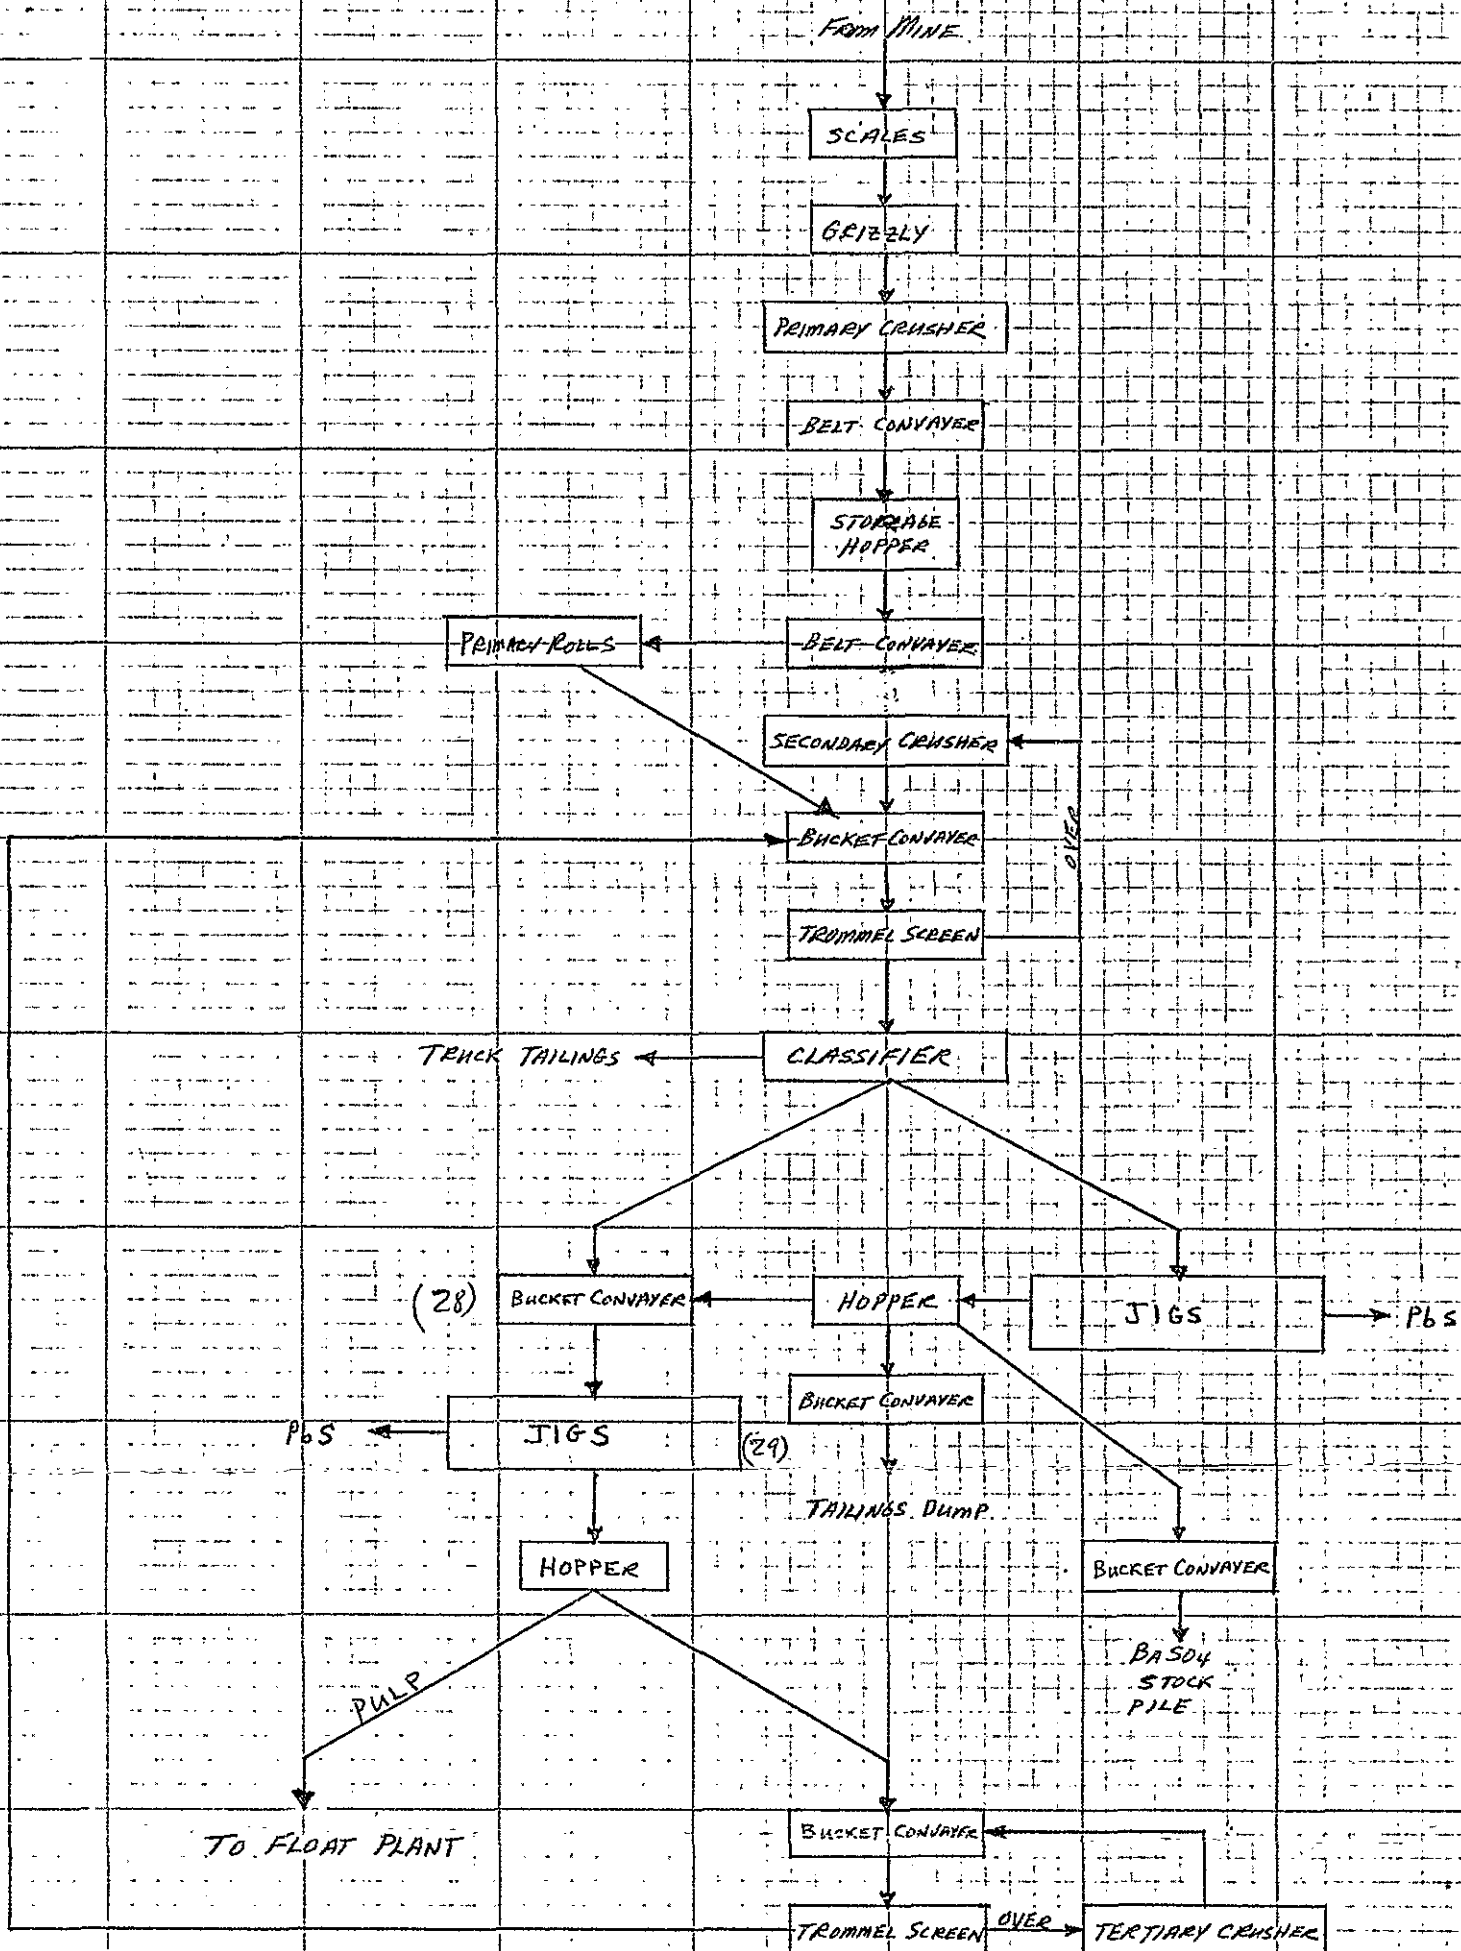 FROM MINE
SCALES
GRIZZLY
PRIMARY CRUSHER
BELT CONVAYER
STORAGE
HOPPER
PRIMARY ROLLS
BELT CONVAYER
SECONDARY CRUSHER
BUCKET CONVAYER
OVER
TROMMEL SCREEN
TRUCK TAILINGS
CLASSIFIER
(28)
BUCKET CONVAYER
HOPPER
JIGS
PbS
BUCKET CONVAYER
PbS
JIGS
(29)
TAILINGS DUMP
HOPPER
BUCKET CONVAYER
BASO4
STOCK
PILE
PULP
TO FLOAT PLANT
BUCKET CONVAYER
TROMMEL SCREEN
OVER
TERTIARY CRUSHER